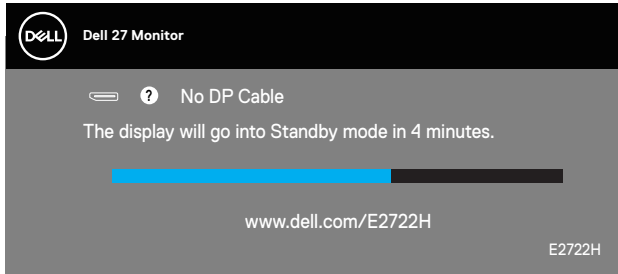 DELL
Dell 27 Monitor
? No DP Cable
The display will go into Standby mode in 4 minutes.
www.dell.com/E2722H
E2722H